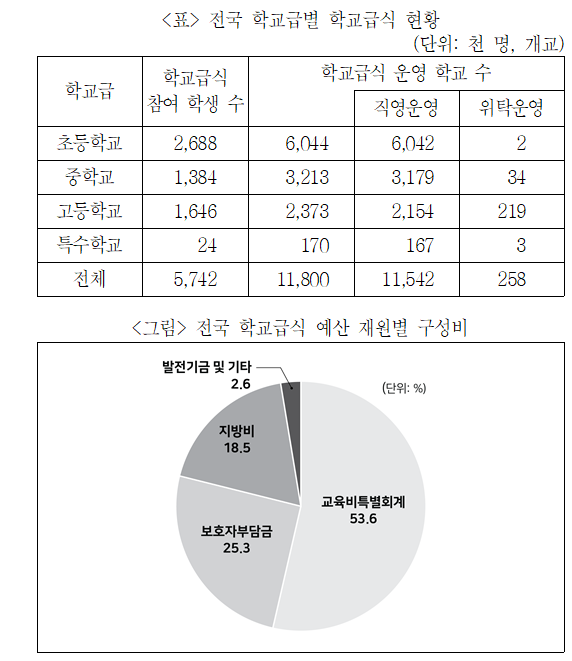 <표> 전국 학교급별 학교급식 현황
(단위: 천 명, 개교)
학교급 학교급식 참여 학생 수 학교급식 운영 학교 수
직영운영 위탁운영
초등학교 2,688 6,044 6,042 2
중학교 1,384 3,213 3,179 34
고등학교 1,646 2,373 2,154 219
특수학교 24 170 167 3
전체 5,742 11,800 11,542 258
<그림> 전국 학교급식 예산 재원별 구성비
발전기금 및 기타
2.6
(단위: %)
지방비
18.5
교육비특별회계
53.6
보호자부담금
25.3